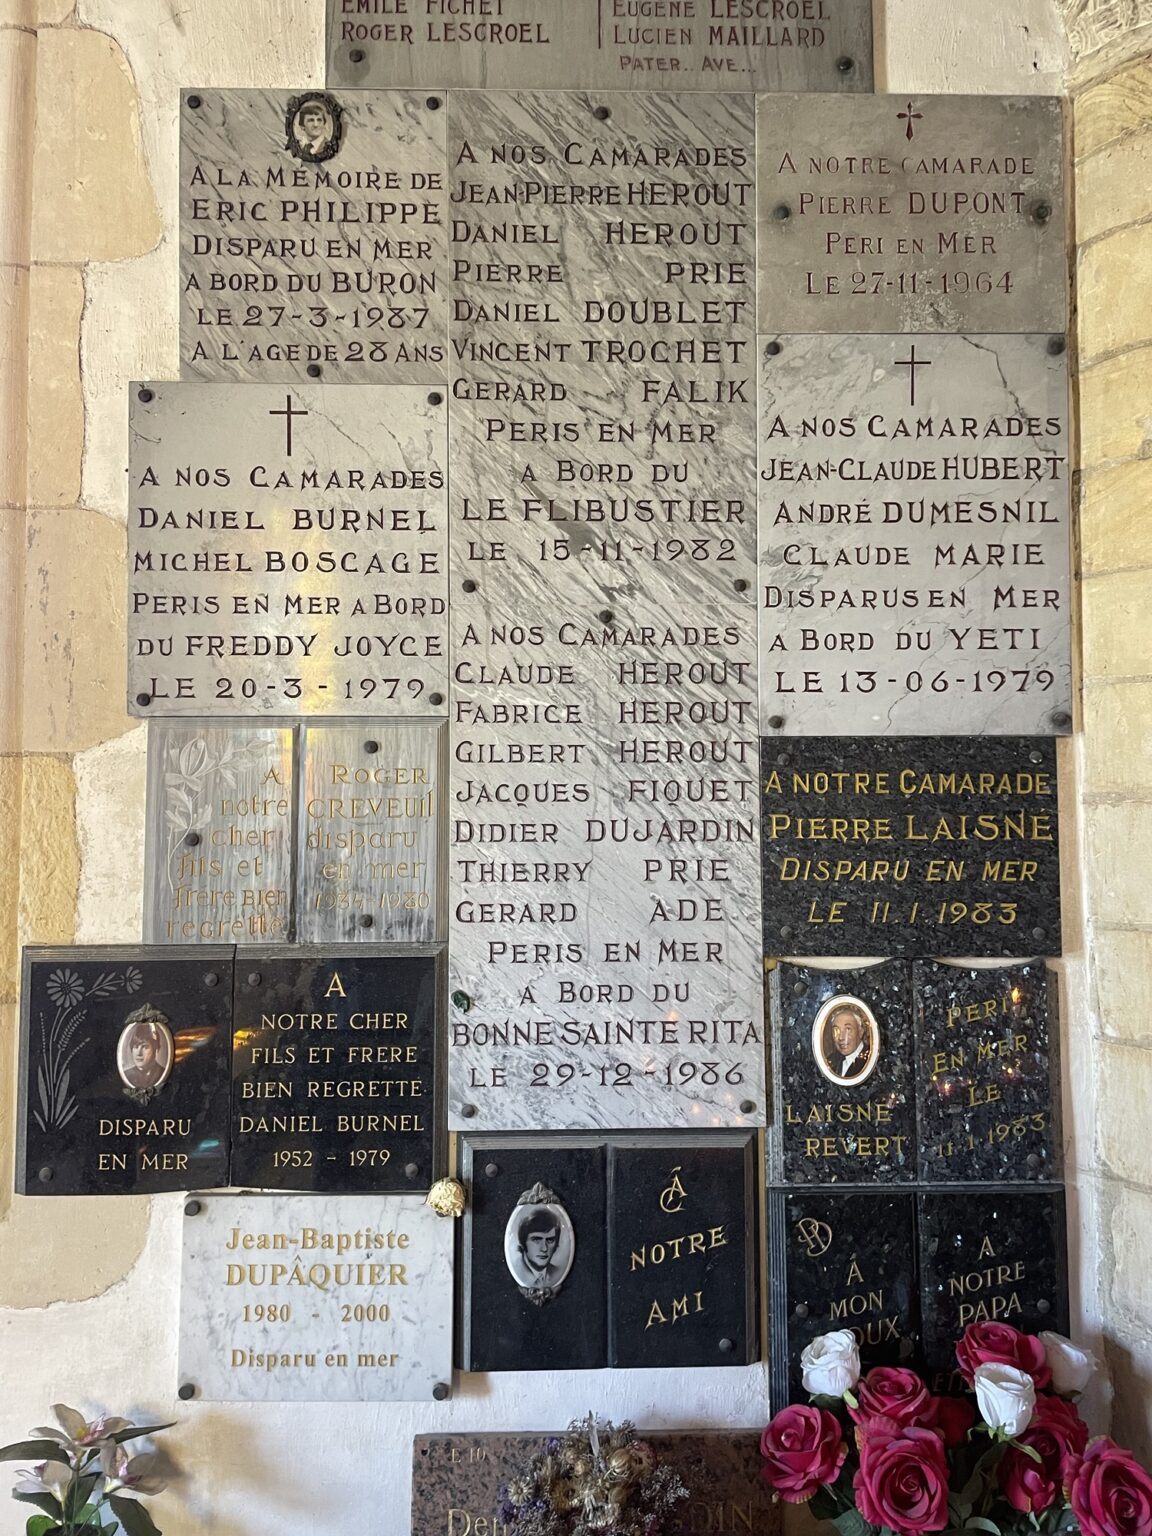 EMILE FICHET
ROGER LESCROEL
EUGENE LESCROEL
LUCIEN MAILLARD
PATER.. AVE...
A LA MÉMOIRE DE
ERIC PHILIPPE
DISPARU EN MER
A BORD DU BURON
LE 27-3-1987
A L'AGE DE 28 ANS
A NOS CAMARADES
JEAN-PIERRE HEROUT
DANIEL HEROUT
PIERRE PRIE
DANIEL DOUBLET
VINCENT TROCHET
GERARD FALIK
PERIS EN MER
A BORD DU
LE FLIBUSTIER
LE 15-11-1982
A NOTRE CAMARADE
PIERRE DUPONT
PERI EN MER
LE 27-11-1964
A NOS CAMARADES
DANIEL BURNEL
MICHEL BOSCAGE
PERIS EN MER A BORD
DU FREDDY JOYCE
LE 20-3-1979
A NOS CAMARADES
JEAN-CLAUDE HUBERT
ANDRÉ DUMESNIL
CLAUDE MARIE
DISPARUS EN MER
A BORD DU YETI
LE 13-06-1979
A NOS CAMARADES
CLAUDE HEROUT
FABRICE HEROUT
GILBERT HEROUT
JACQUES FIQUET
DIDIER DUJARDIN
THIERRY PRIE
GERARD ADE
PERIS EN MER
A BORD DU
BONNE SAINTE RITA
LE 29-12-1986
A
notre
cher
fils et
frere BIEN
regretté
ROGER
CREVEUIl
disparu
en mer
1934-1980
A NOTRE CAMARADE
PIERRE LAISNÉ
DISPARU EN MER
LE 11.1.1983
DISPARU
EN MER
A
NOTRE CHER
FILS ET FRERE
BIEN REGRETTE
DANIEL BURNEL
1952 - 1979
LAISNÉ
REVERT
PERI
EN MER
LE
11.1.1983
Jean-Baptiste
DUPÂQUIER
1980 - 2000
Disparu en mer
À
NOTRE
AMI
À
MON
A
NOTRE
PAPA